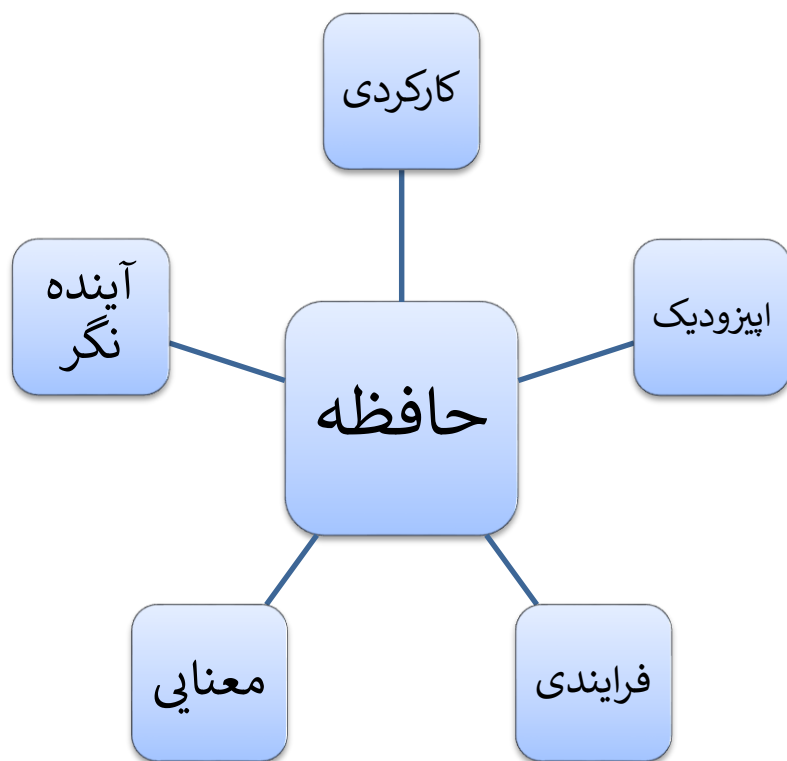 کارکردی
اپیزودیک
آینده
نگر
حافظه
فرایندی
معنایی